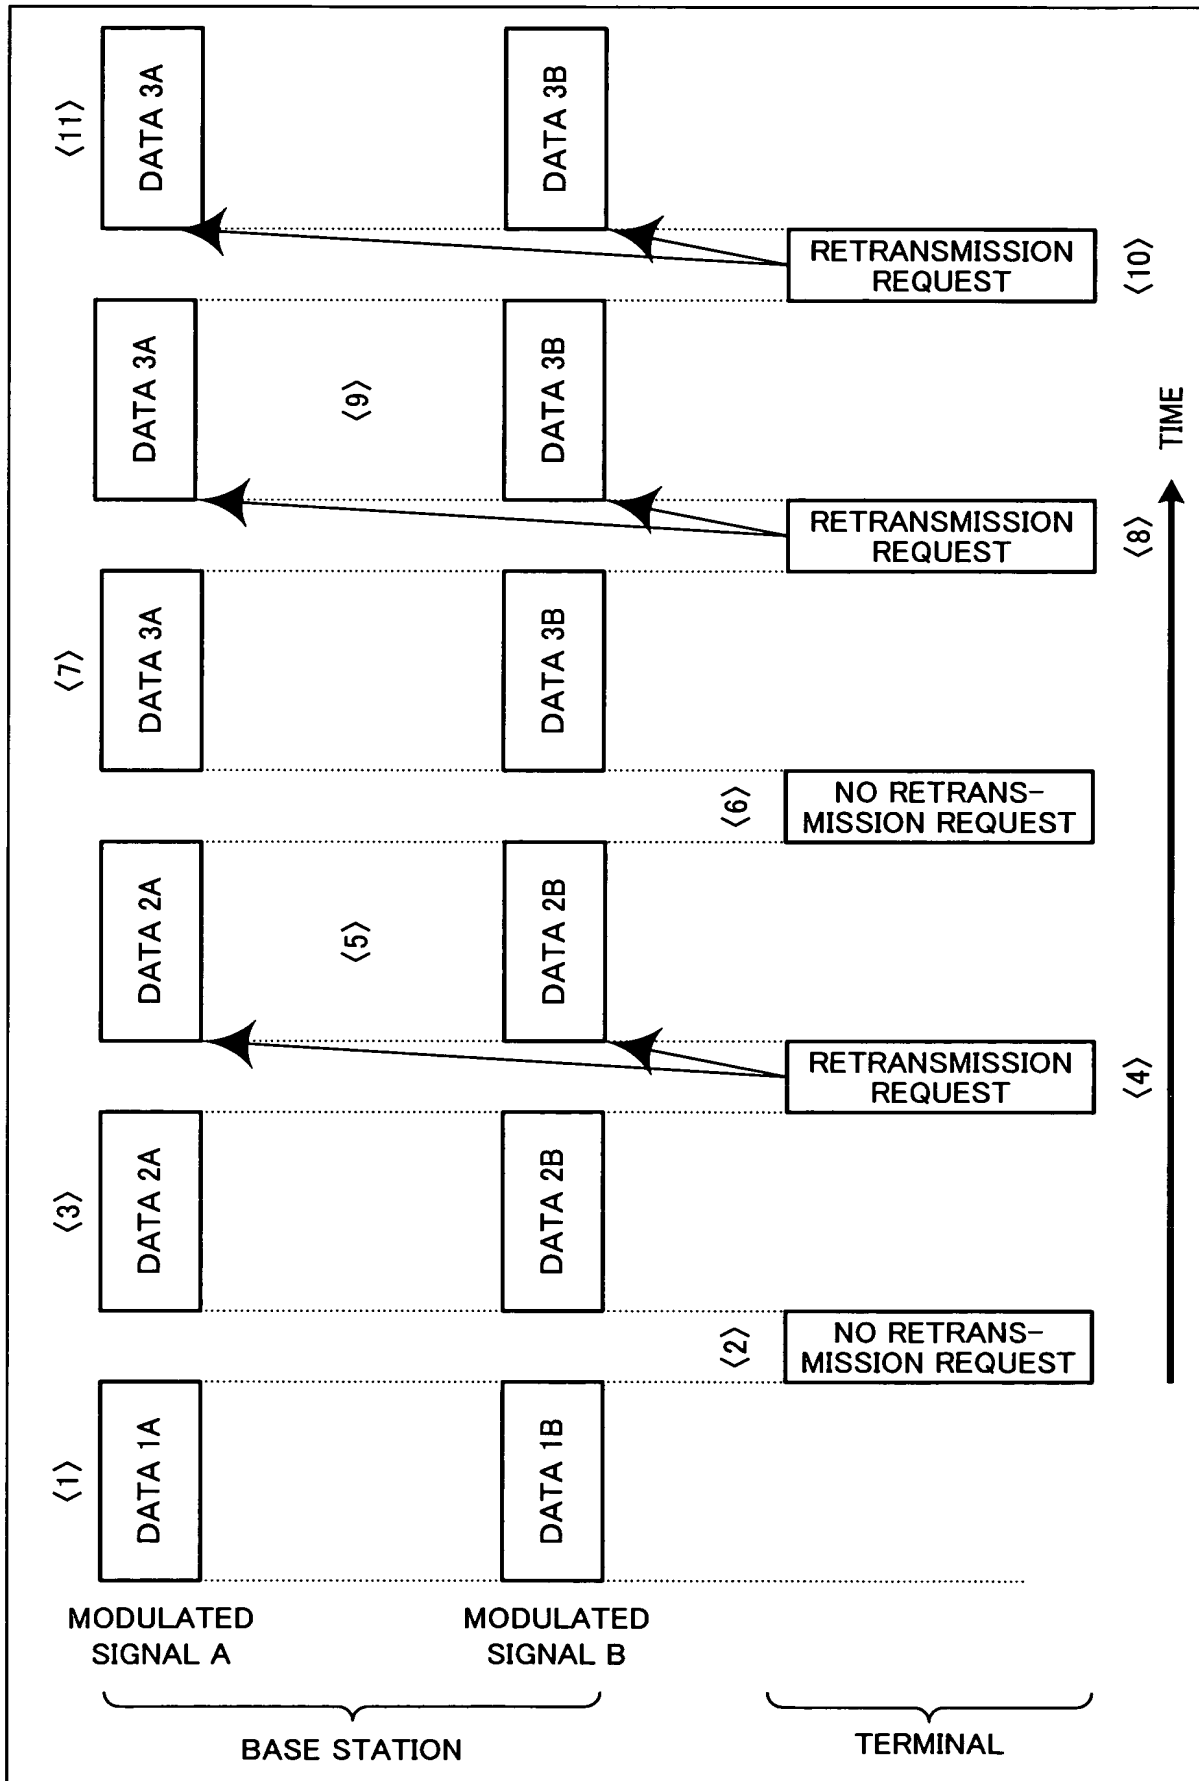 <11>
DATA 3A
DATA 3B
RETRANSMISSION
REQUEST
<10>
DATA 3A
<9>
DATA 3B
RETRANSMISSION
REQUEST
<8>
TIME
<7>
DATA 3A
DATA 3B
<6>
NO RETRANS-
MISSION REQUEST
DATA 2A
<5>
DATA 2B
RETRANSMISSION
REQUEST
<4>
<3>
DATA 2A
DATA 2B
<2>
NO RETRANS-
MISSION REQUEST
<1>
DATA 1A
DATA 1B
MODULATED
SIGNAL A
MODULATED
SIGNAL B
BASE STATION
TERMINAL